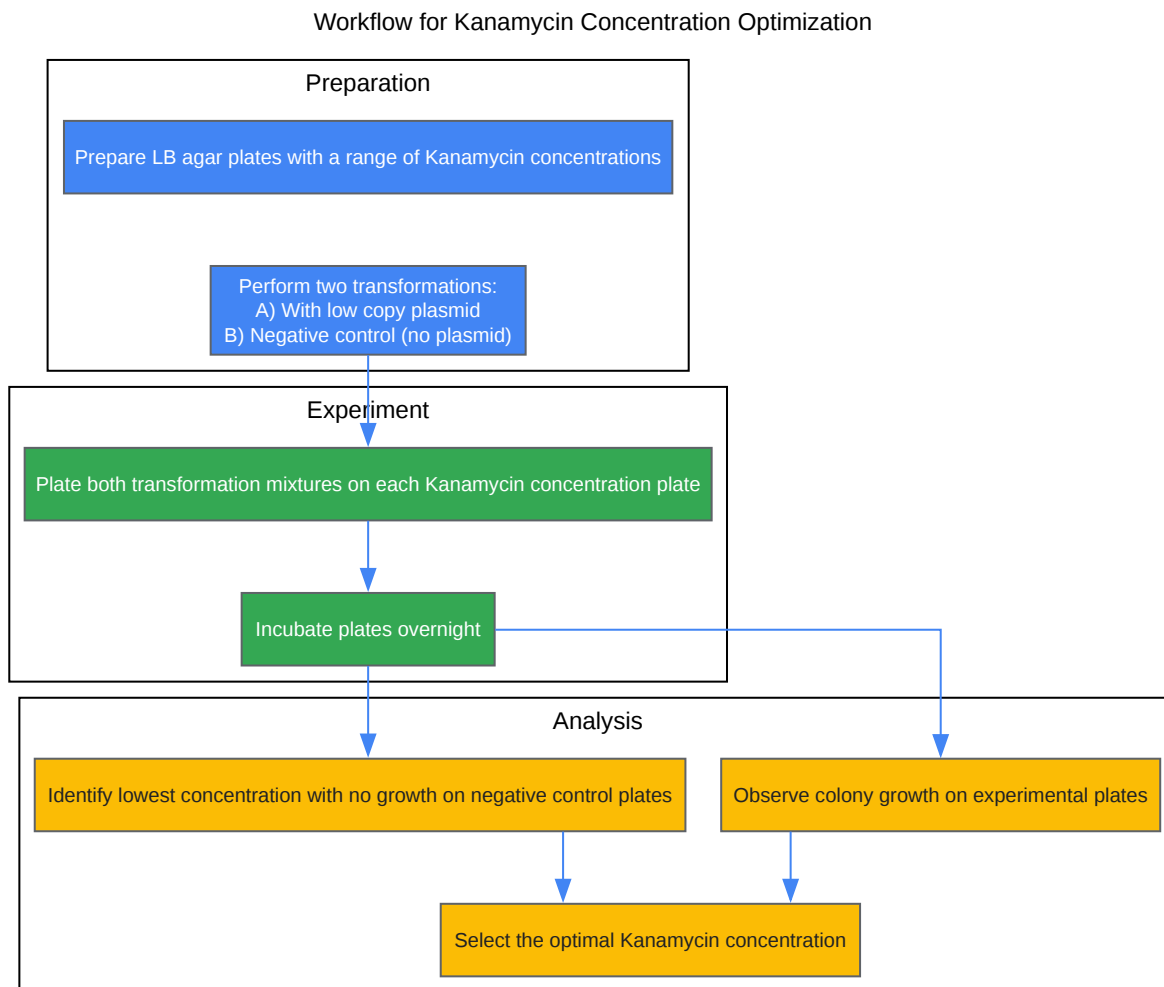 Workflow for Kanamycin Concentration Optimization
Preparation
Prepare LB agar plates with a range of Kanamycin concentrations
Perform two transformations:
A) With low copy plasmid
B) Negative control (no plasmid)
Experiment
Plate both transformation mixtures on each Kanamycin concentration plate
Incubate plates overnight
Analysis
Identify lowest concentration with no growth on negative control plates
Observe colony growth on experimental plates
Select the optimal Kanamycin concentration